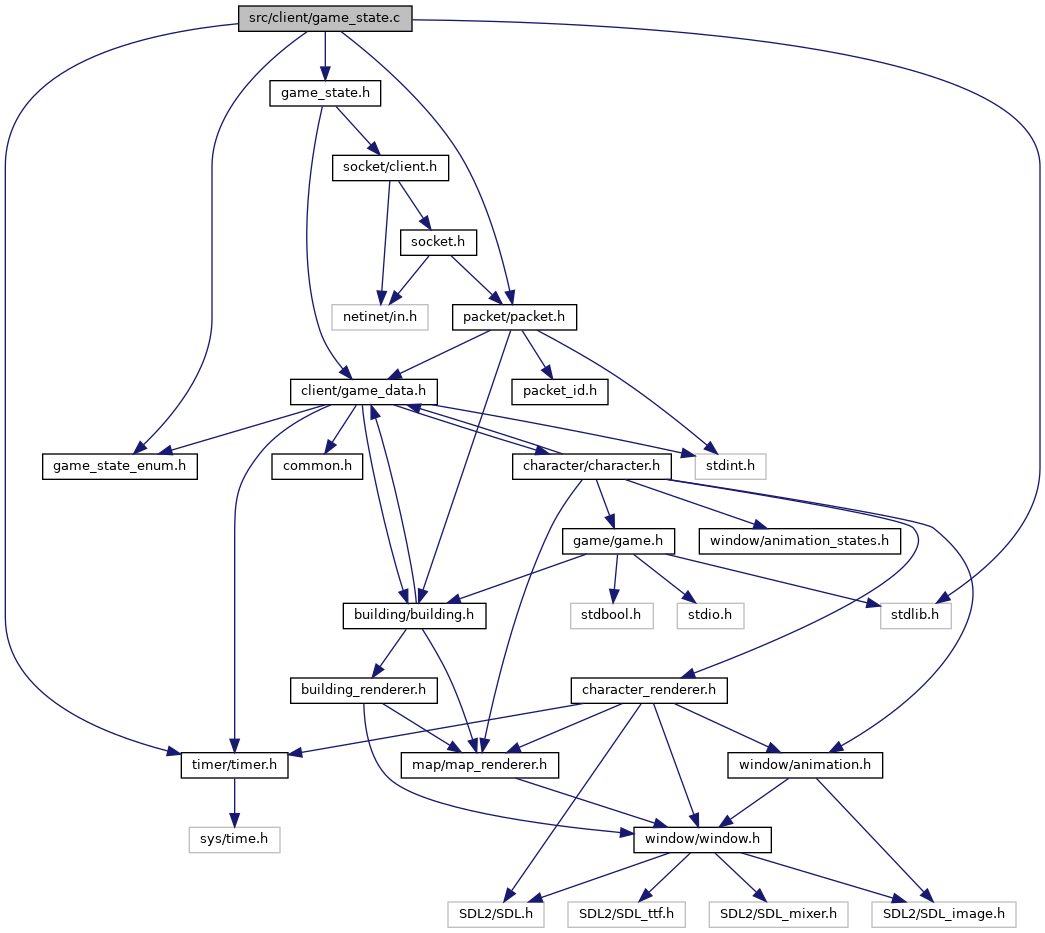 src/client/game_state.c
game_state.h
socket/client.h
socket.h
netinet/in.h
packet/packet.h
client/game_data.h
packet_id.h
game_state_enum.h
common.h
character/character.h
stdint.h
game/game.h
window/animation_states.h
building/building.h
stdbool.h
stdio.h
stdlib.h
building_renderer.h
character_renderer.h
timer/timer.h
map/map_renderer.h
window/animation.h
sys/time.h
window/window.h
SDL2/SDL.h
SDL2/SDL_ttf.h
SDL2/SDL_mixer.h
SDL2/SDL_image.h